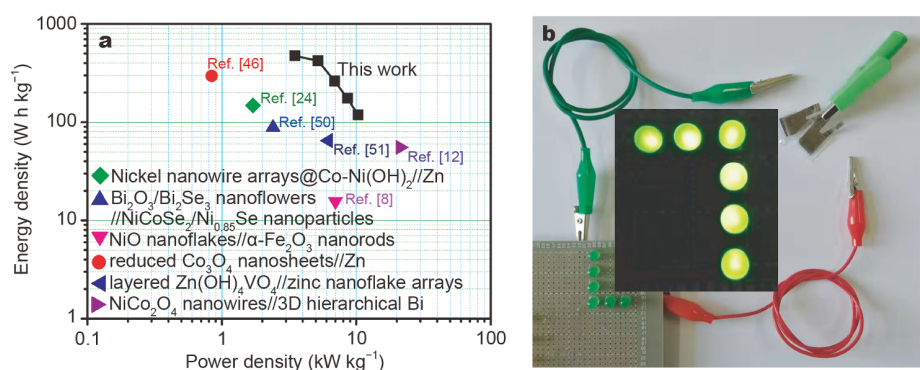 a
1000
100
10
1
0.1
1
10
100
Energy density (W h kg⁻¹)
Power density (kW kg⁻¹)
Ref. [46]
This work
Ref. [24]
Ref. [50]
Ref. [51]
Ref. [12]
Ref. [8]
Nickel nanowire arrays@Co-Ni(OH)₂//Zn
Bi₂O₃/Bi₂Se₃ nanoflowers
//NiCoSe₂/Ni₀.₈₅Se nanoparticles
NiO nanoflakes//α-Fe₂O₃ nanorods
reduced Co₃O₄ nanosheets//Zn
layered Zn(OH)₄VO₄//zinc nanoflake arrays
NiCo₂O₄ nanowires//3D hierarchical Bi
b